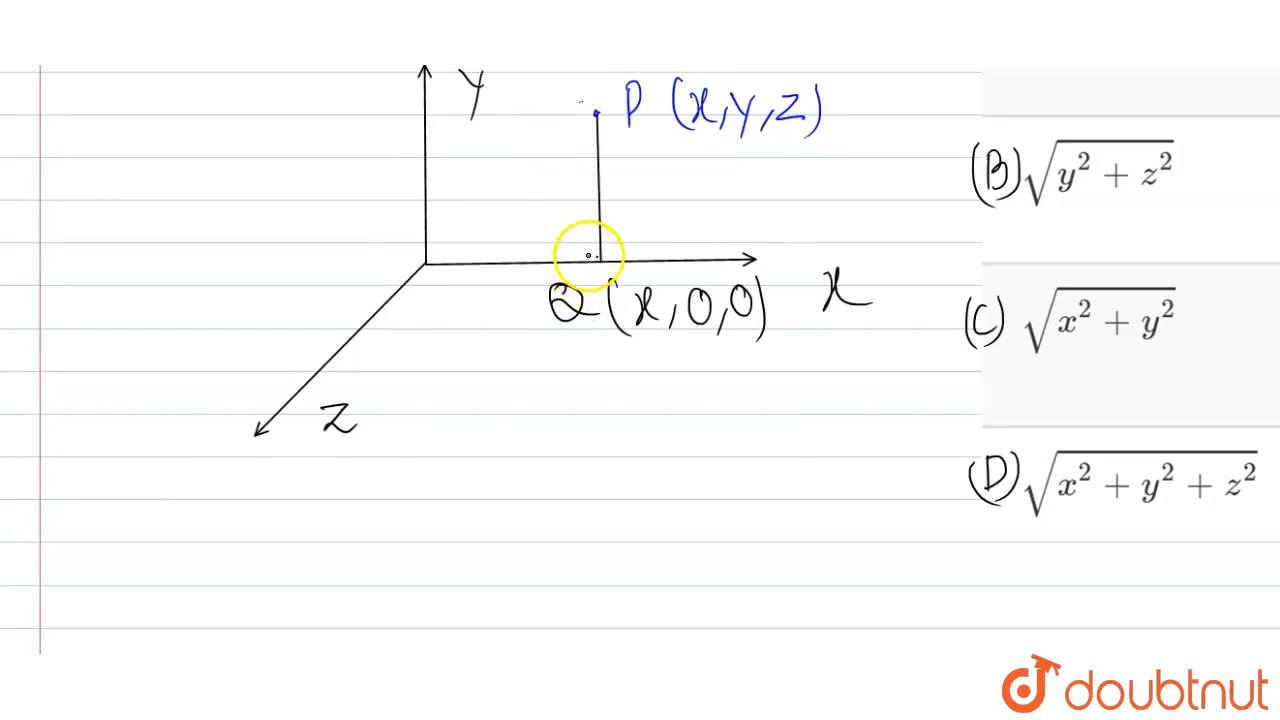 y
P (x, y, z)
(B) √(y² + z²)
Q (x, 0, 0)
x
(C) √(x² + y²)
z
(D) √(x² + y² + z²)
doubtnut